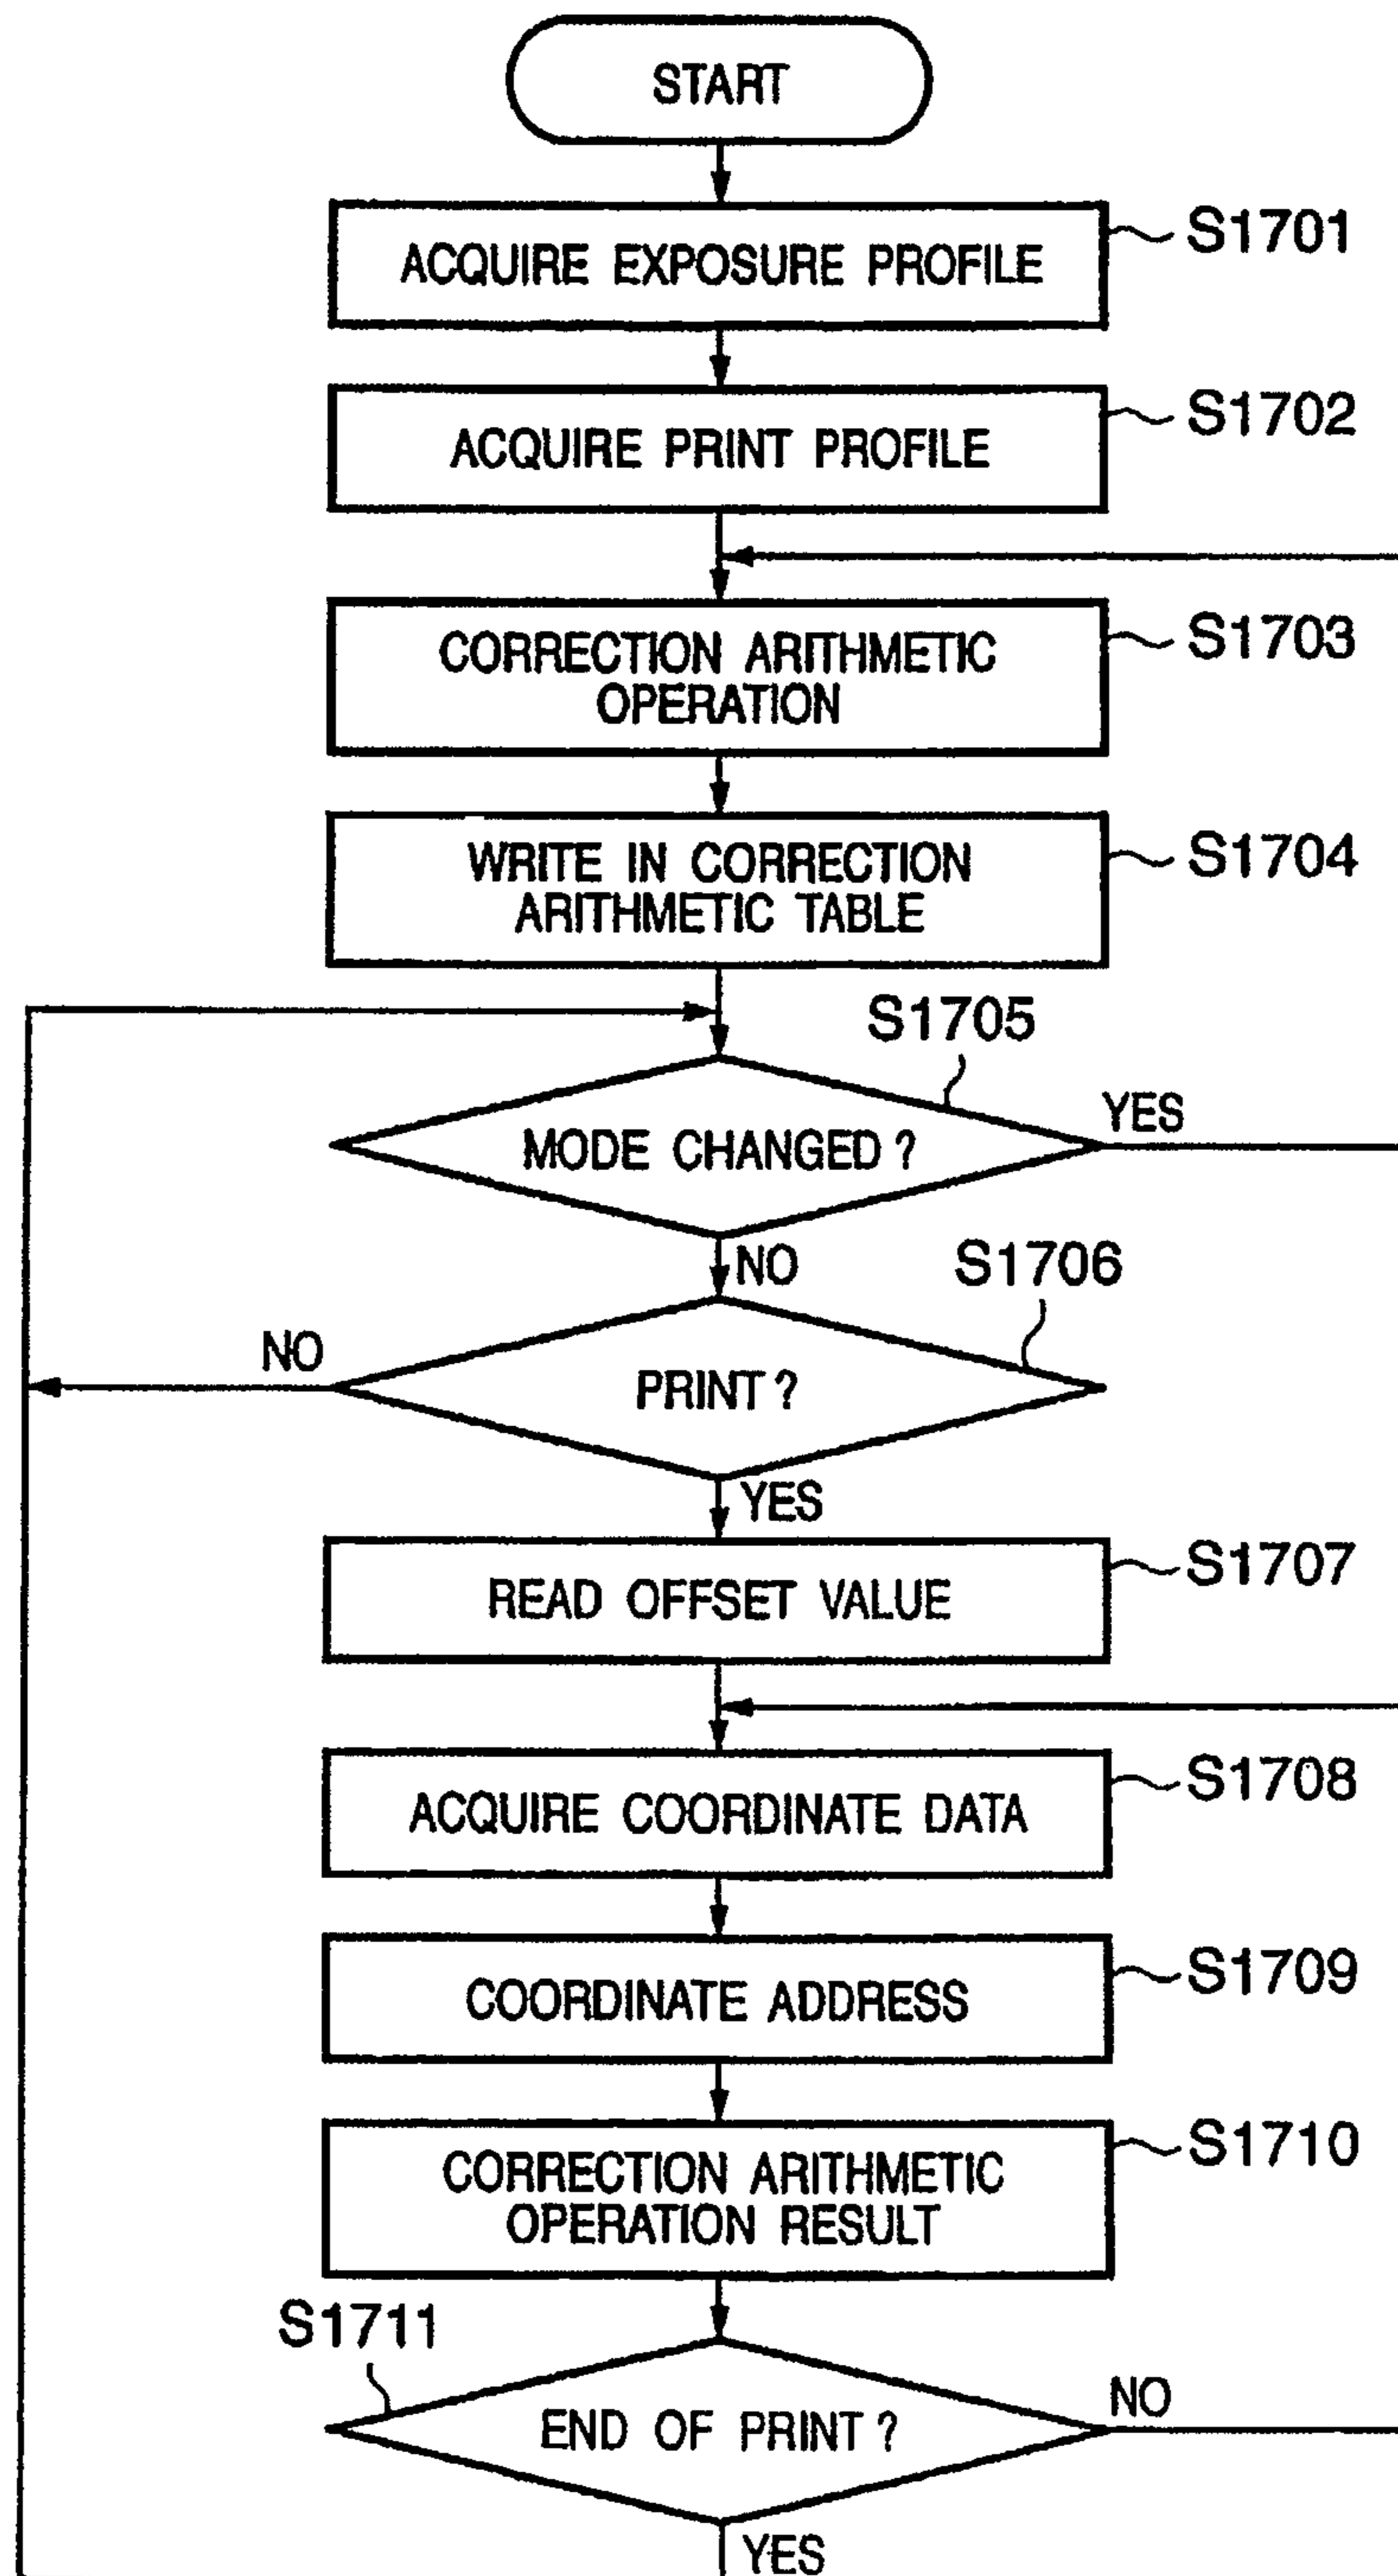 START
ACQUIRE EXPOSURE PROFILE
S1701
ACQUIRE PRINT PROFILE
S1702
CORRECTION ARITHMETIC
OPERATION
S1703
WRITE IN CORRECTION
ARITHMETIC TABLE
S1704
S1705
MODE CHANGED?
YES
NO
S1706
PRINT?
NO
YES
READ OFFSET VALUE
S1707
ACQUIRE COORDINATE DATA
S1708
COORDINATE ADDRESS
S1709
CORRECTION ARITHMETIC
OPERATION RESULT
S1710
S1711
END OF PRINT?
NO
YES